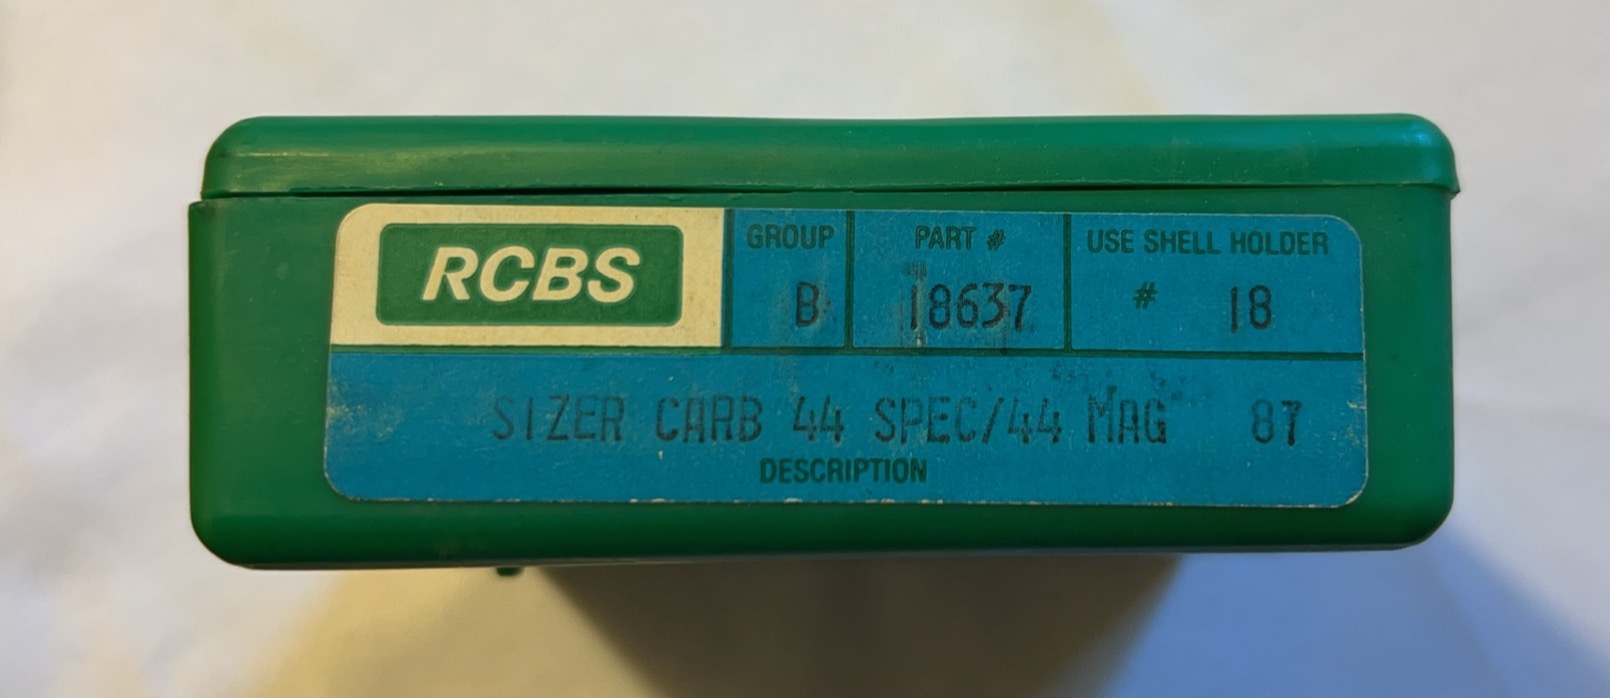 RCBS
GROUP
B
PART #
18637
USE SHELL HOLDER
# 18
SIZER CARB 44 SPEC/44 MAG 87
DESCRIPTION